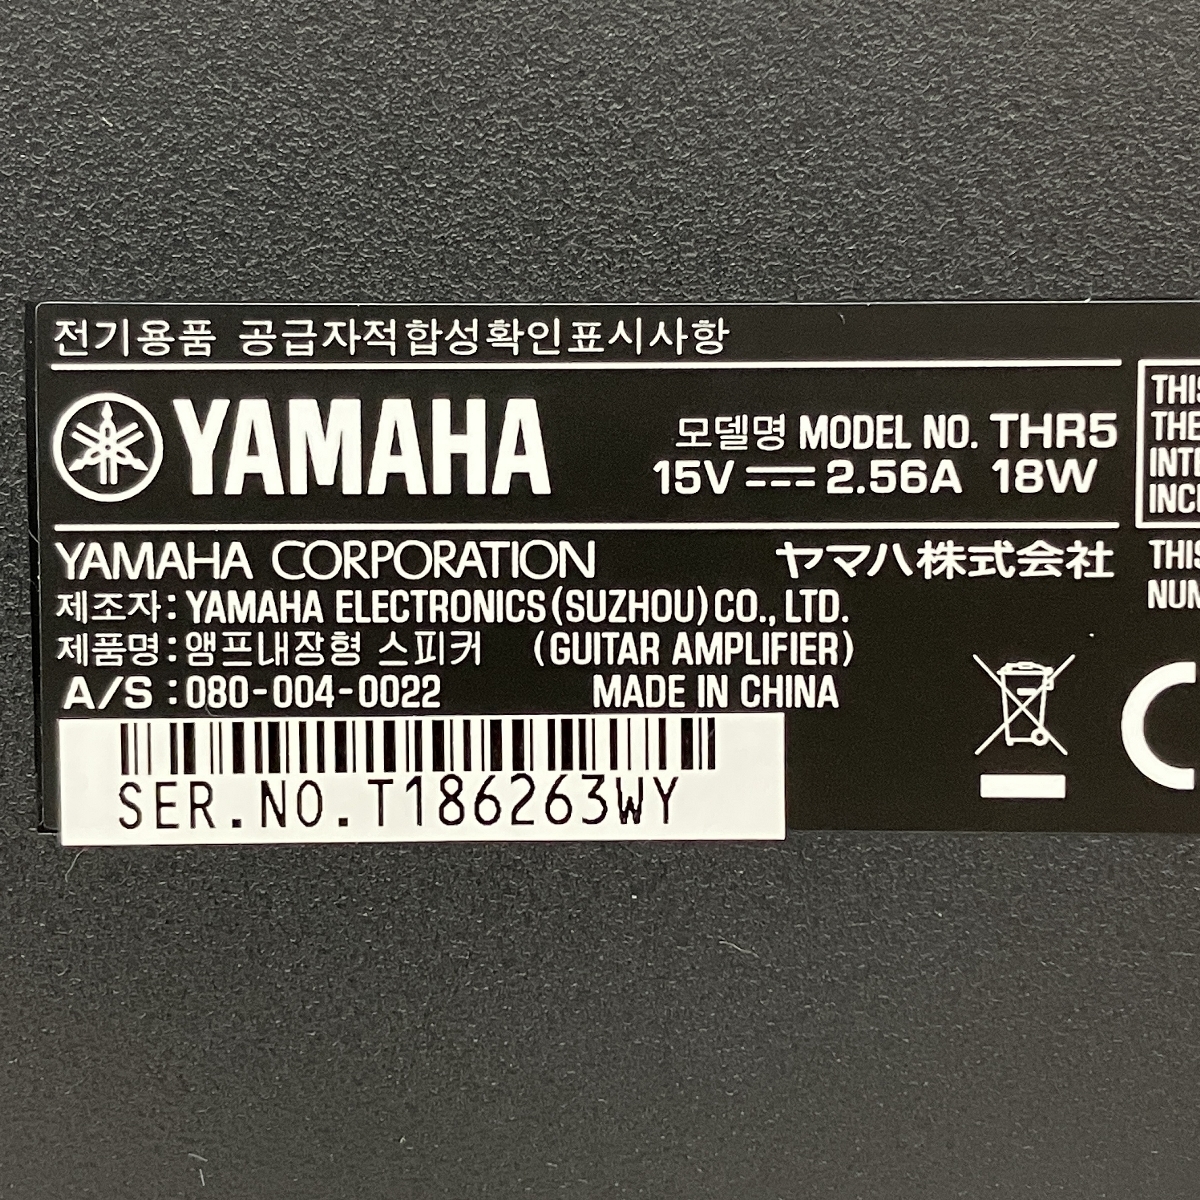 전기용품 공급자적합성확인표시사항
YAMAHA
모델명 MODEL NO. THR5
15V 2.56A 18W
YAMAHA CORPORATION ヤマハ株式会社
제조자: YAMAHA ELECTRONICS(SUZHOU)CO., LTD.
제품명: 앰프내장형 스피커 (GUITAR AMPLIFIER)
A/S : 080-004-0022 MADE IN CHINA
SER.NO.T186263WY
THE
THIS